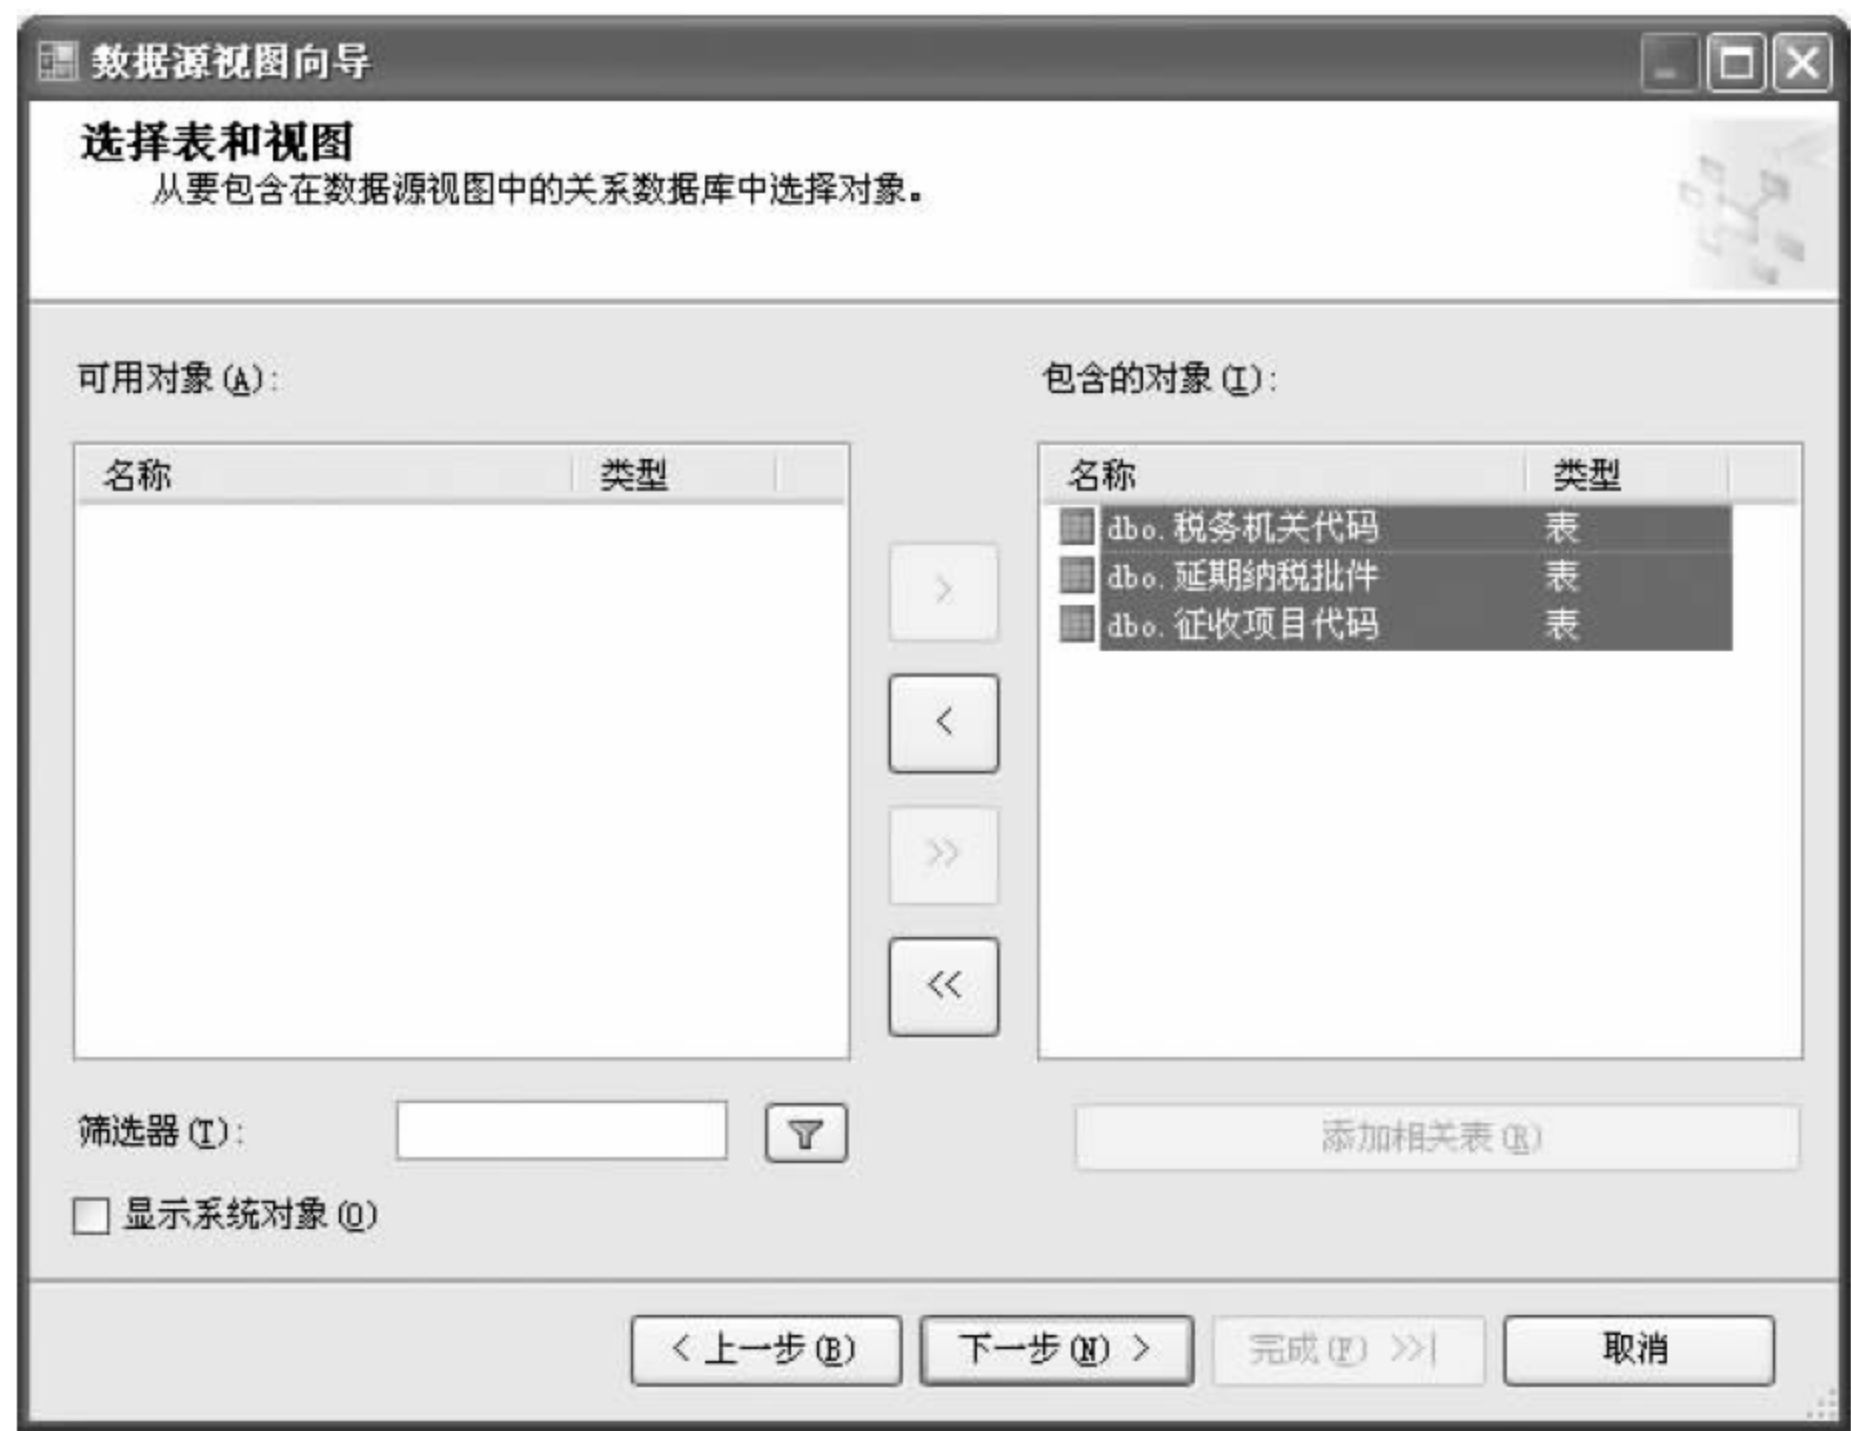 数据源视图向导
选择表和视图
从要包含在数据源视图中的关系数据库中选择对象。
可用对象(A):
包含的对象(I):
名称 类型
名称 类型
dbo.税务机关代码 表
dbo.延期纳税批件 表
dbo.征收项目代码 表
>
<
>>
<<
筛选器(T):
添加相关表(R)
显示系统对象(O)
< 上一步(B) 下一步(N) > 完成(F) >>| 取消